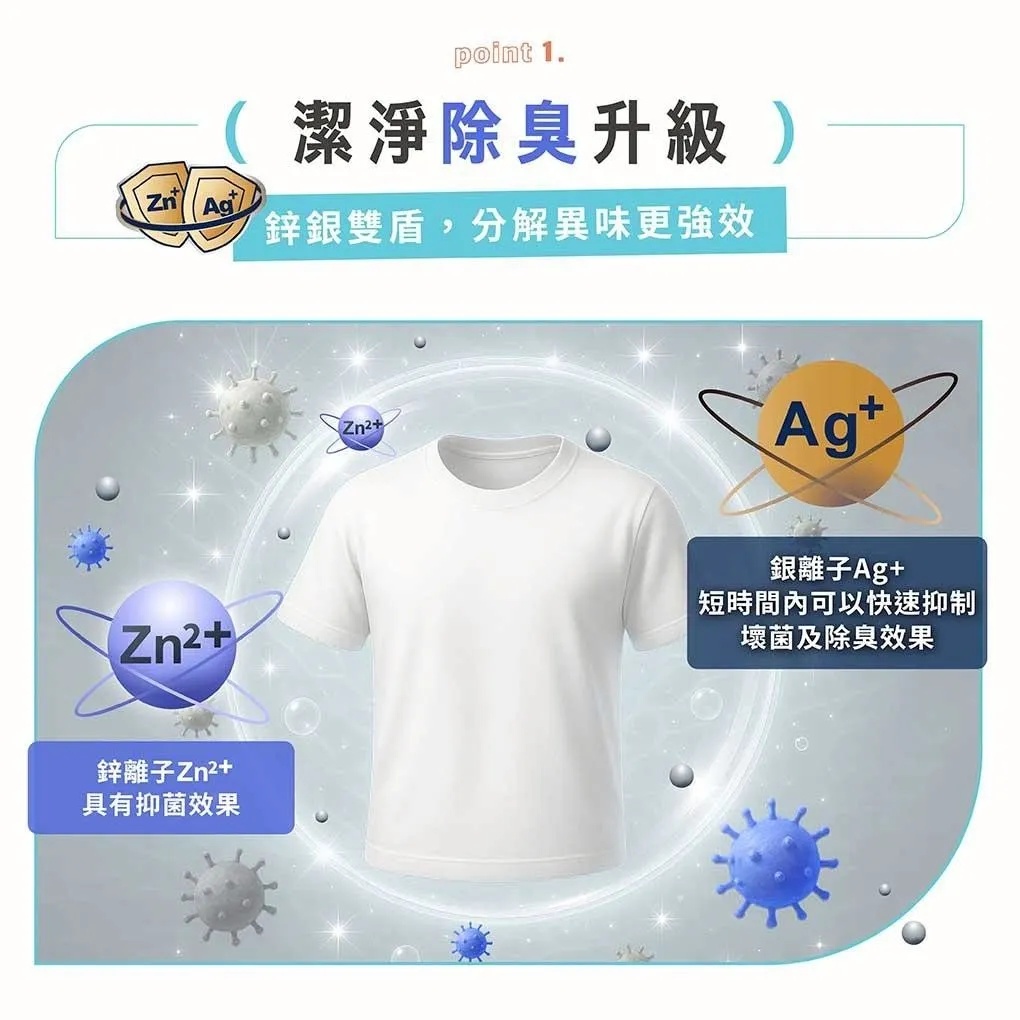 point 1.
潔淨除臭升級
Zn+ Ag+
鋅銀雙盾，分解異味更強效
Zn2+
Ag+
銀離子Ag+
短時間內可以快速抑制
壞菌及除臭效果
Zn2+
鋅離子Zn2+
具有抑菌效果